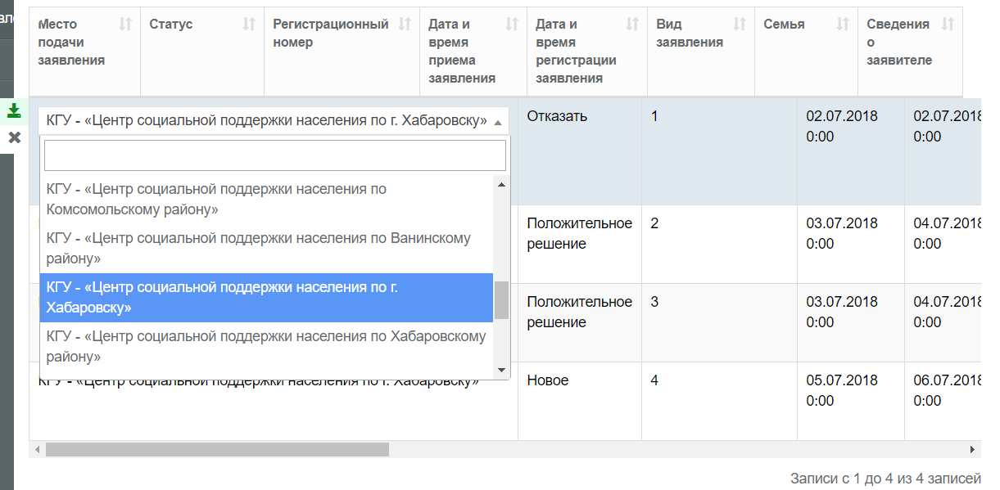 Место подачи заявления
Статус
Регистрационный номер
Дата и время приема заявления
Дата и время регистрации заявления
Вид заявления
Семья
Сведения о заявителе
КГУ - «Центр социальной поддержки населения по г. Хабаровску»
Отказать
1
02.07.2018 0:00
02.07.2018 0:00
КГУ - «Центр социальной поддержки населения по
Комсомольскому району»
КГУ - «Центр социальной поддержки населения по Ванинскому
району»
КГУ - «Центр социальной поддержки населения по г.
Хабаровску»
КГУ - «Центр социальной поддержки населения по Хабаровскому
району»
Положительное решение
2
03.07.2018 0:00
04.07.2018 0:00
Положительное решение
3
03.07.2018 0:00
04.07.2018 0:00
КГУ - «Центр социальной поддержки населения по г. Хабаровску»
Новое
4
05.07.2018 0:00
06.07.2018 0:00
Записи с 1 до 4 из 4 записей